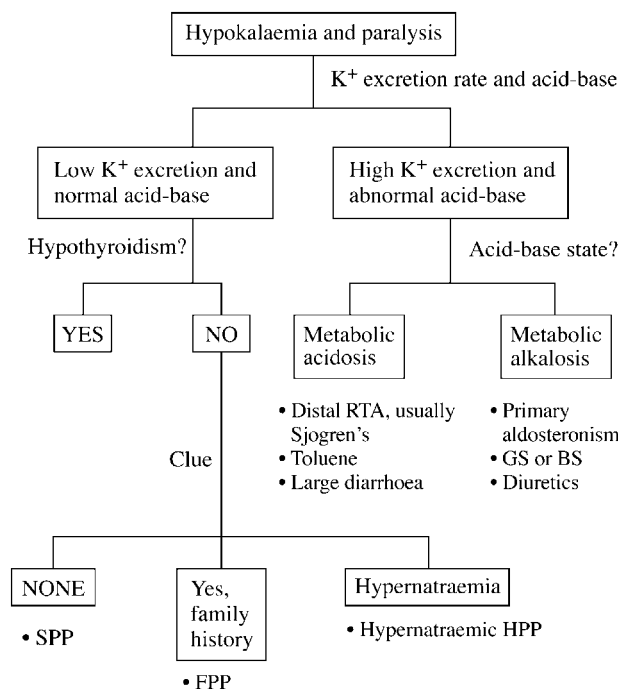 Hypokalaemia and paralysis
K⁺ excretion rate and acid-base
Low K⁺ excretion and
normal acid-base
High K⁺ excretion and
abnormal acid-base
Hypothyroidism?
Acid-base state?
YES
NO
Metabolic
acidosis
Metabolic
alkalosis
• Distal RTA, usually
Sjogren's
• Toluene
• Large diarrhoea
• Primary
aldosteronism
• GS or BS
• Diuretics
Clue
NONE
Yes,
family
history
Hypernatraemia
• SPP
• FPP
• Hypernatraemic HPP